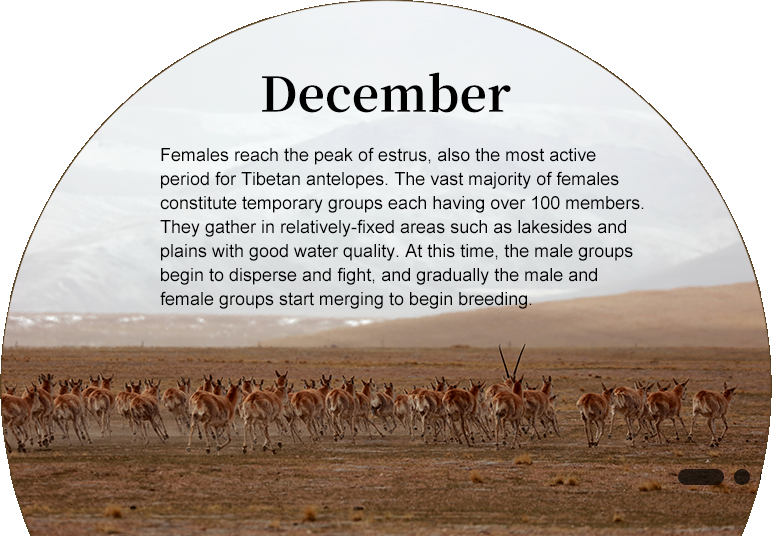 December
Females reach the peak of estrus, also the most active
period for Tibetan antelopes. The vast majority of females
constitute temporary groups each having over 100 members.
They gather in relatively-fixed areas such as lakesides and
plains with good water quality. At this time, the male groups
begin to disperse and fight, and gradually the male and
female groups start merging to begin breeding.